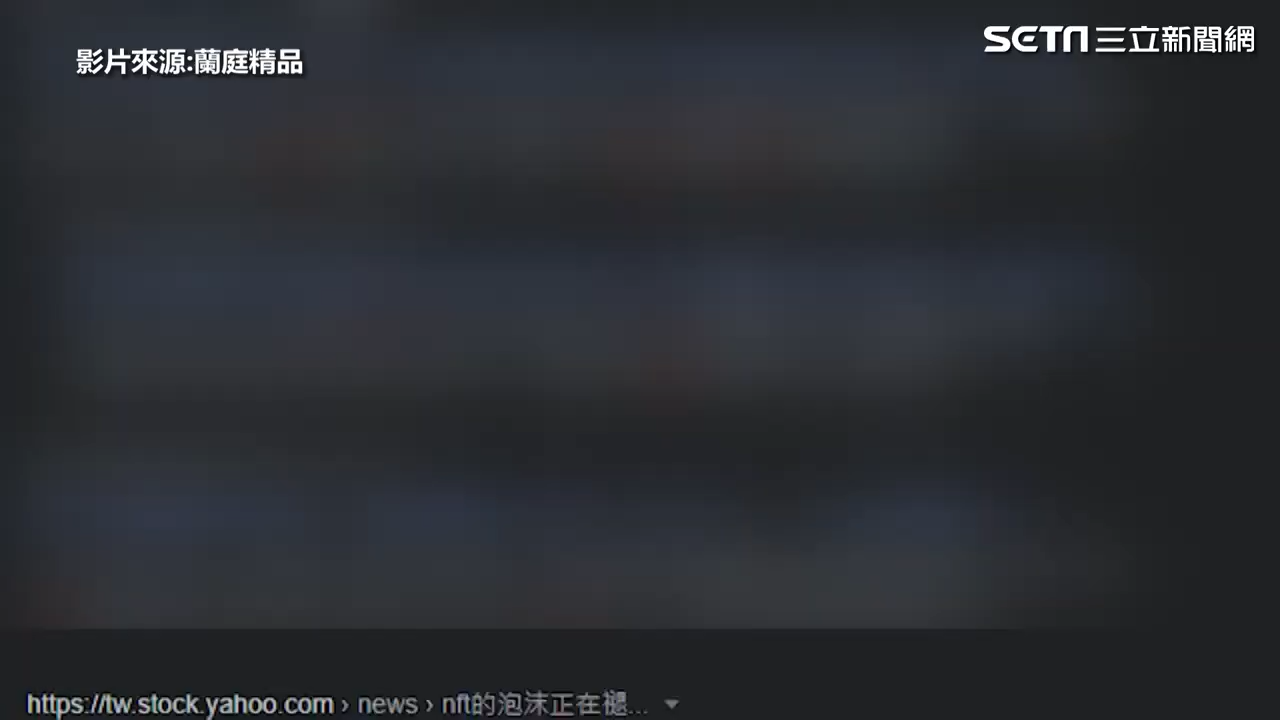 影片來源:蘭庭精品
SETN三立新聞網
https://tw.stock.yahoo.com › news › nft的泡沫正在褪...